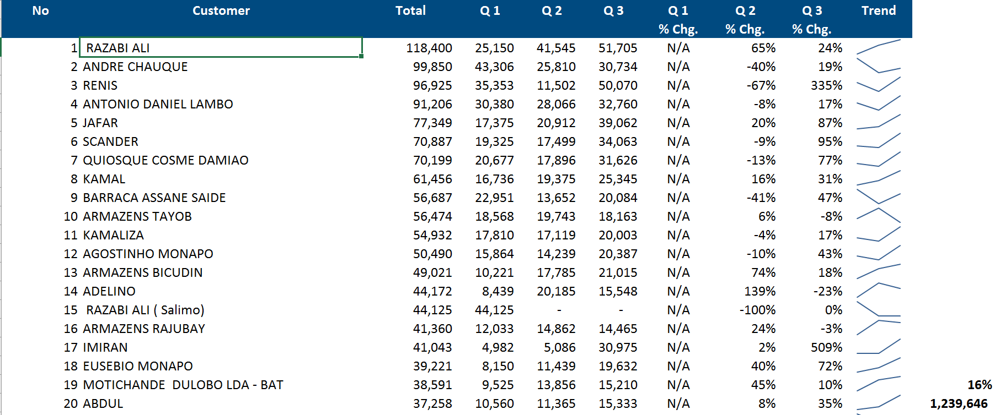 No Customer Total Q 1 Q 2 Q 3 Q 1 Q 2 Q 3 Trend
% Chg. % Chg. % Chg.
1 RAZABI ALI 118,400 25,150 41,545 51,705 N/A 65% 24%
2 ANDRE CHAUQUE 99,850 43,306 25,810 30,734 N/A -40% 19%
3 RENIS 96,925 35,353 11,502 50,070 N/A -67% 335%
4 ANTONIO DANIEL LAMBO 91,206 30,380 28,066 32,760 N/A -8% 17%
5 JAFAR 77,349 17,375 20,912 39,062 N/A 20% 87%
6 SCANDER 70,887 19,325 17,499 34,063 N/A -9% 95%
7 QUIOSQUE COSME DAMIAO 70,199 20,677 17,896 31,626 N/A -13% 77%
8 KAMAL 61,456 16,736 19,375 25,345 N/A 16% 31%
9 BARRACA ASSANE SAIDE 56,687 22,951 13,652 20,084 N/A -41% 47%
10 ARMAZENS TAYOB 56,474 18,568 19,743 18,163 N/A 6% -8%
11 KAMALIZA 54,932 17,810 17,119 20,003 N/A -4% 17%
12 AGOSTINHO MONAPO 50,490 15,864 14,239 20,387 N/A -10% 43%
13 ARMAZENS BICUDIN 49,021 10,221 17,785 21,015 N/A 74% 18%
14 ADELINO 44,172 8,439 20,185 15,548 N/A 139% -23%
15 RAZABI ALI ( Salimo) 44,125 44,125 - - N/A -100% 0%
16 ARMAZENS RAJUBAY 41,360 12,033 14,862 14,465 N/A 24% -3%
17 IMIRAN 41,043 4,982 5,086 30,975 N/A 2% 509%
18 EUSEBIO MONAPO 39,221 8,150 11,439 19,632 N/A 40% 72%
19 MOTICHANDE DULOBO LDA - BAT 38,591 9,525 13,856 15,210 N/A 45% 10% 16%
20 ABDUL 37,258 10,560 11,365 15,333 N/A 8% 35% 1,239,646